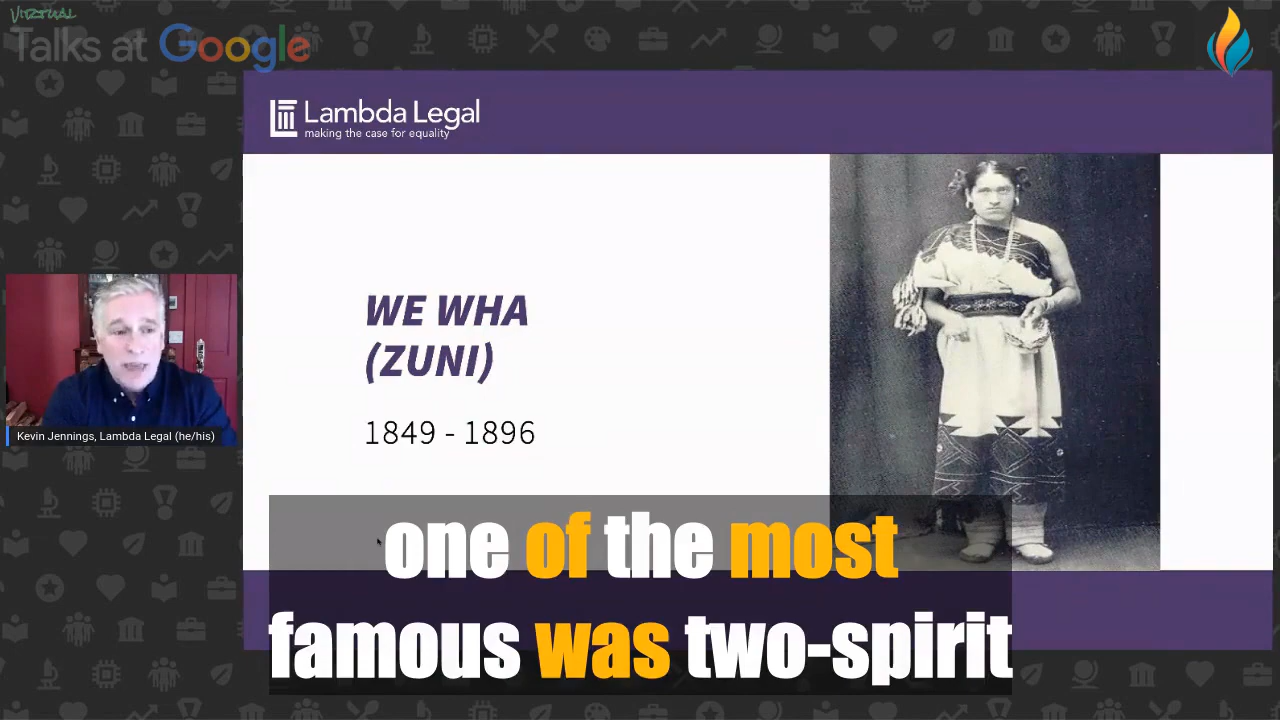 VIRTUAL
Talks at Google
Lambda Legal
making the case for equality
WE WHA
(ZUNI)
1849 - 1896
Kevin Jennings, Lambda Legal (he/his)
one of the most
famous was two-spirit